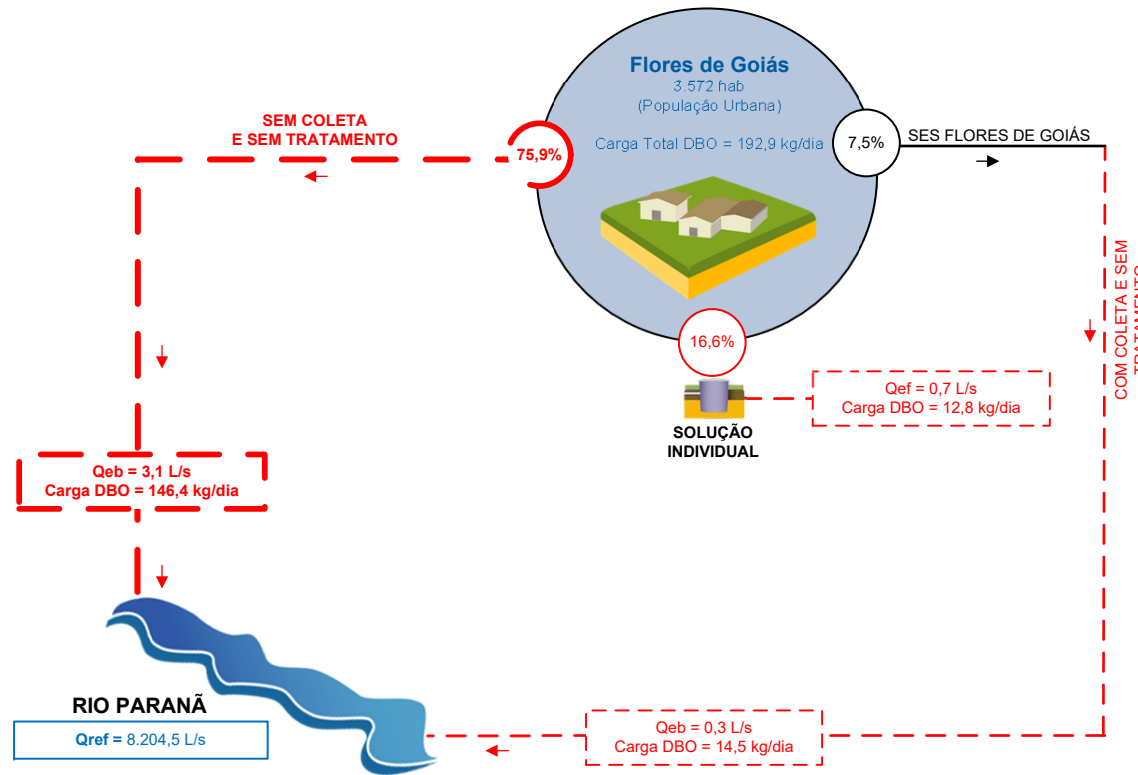 Flores de Goiás
3.572 hab
(População Urbana)
Carga Total DBO = 192,9 kg/dia
SEM COLETA
E SEM TRATAMENTO
75,9%
7,5%
SES FLORES DE GOIÁS
COM COLETA E SEM
TRATAMENTO
16,6%
SOLUÇÃO
INDIVIDUAL
Qef = 0,7 L/s
Carga DBO = 12,8 kg/dia
Qeb = 3,1 L/s
Carga DBO = 146,4 kg/dia
RIO PARANÃ
Qref = 8.204,5 L/s
Qeb = 0,3 L/s
Carga DBO = 14,5 kg/dia